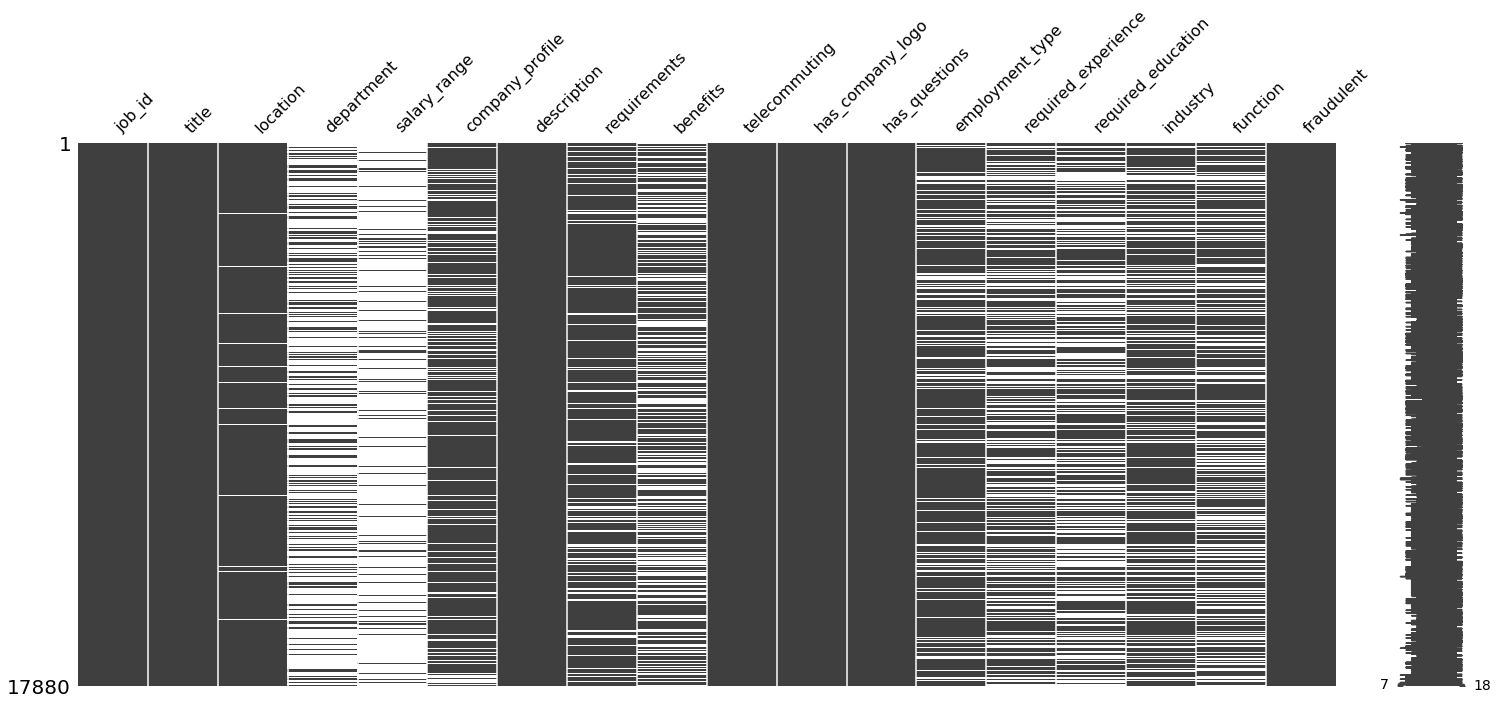 job_id
title
location
department
salary_range
company_profile
description
requirements
benefits
telecommuting
has_company_logo
has_questions
employment_type
required_experience
required_education
industry
function
fraudulent
1
17880
7
18